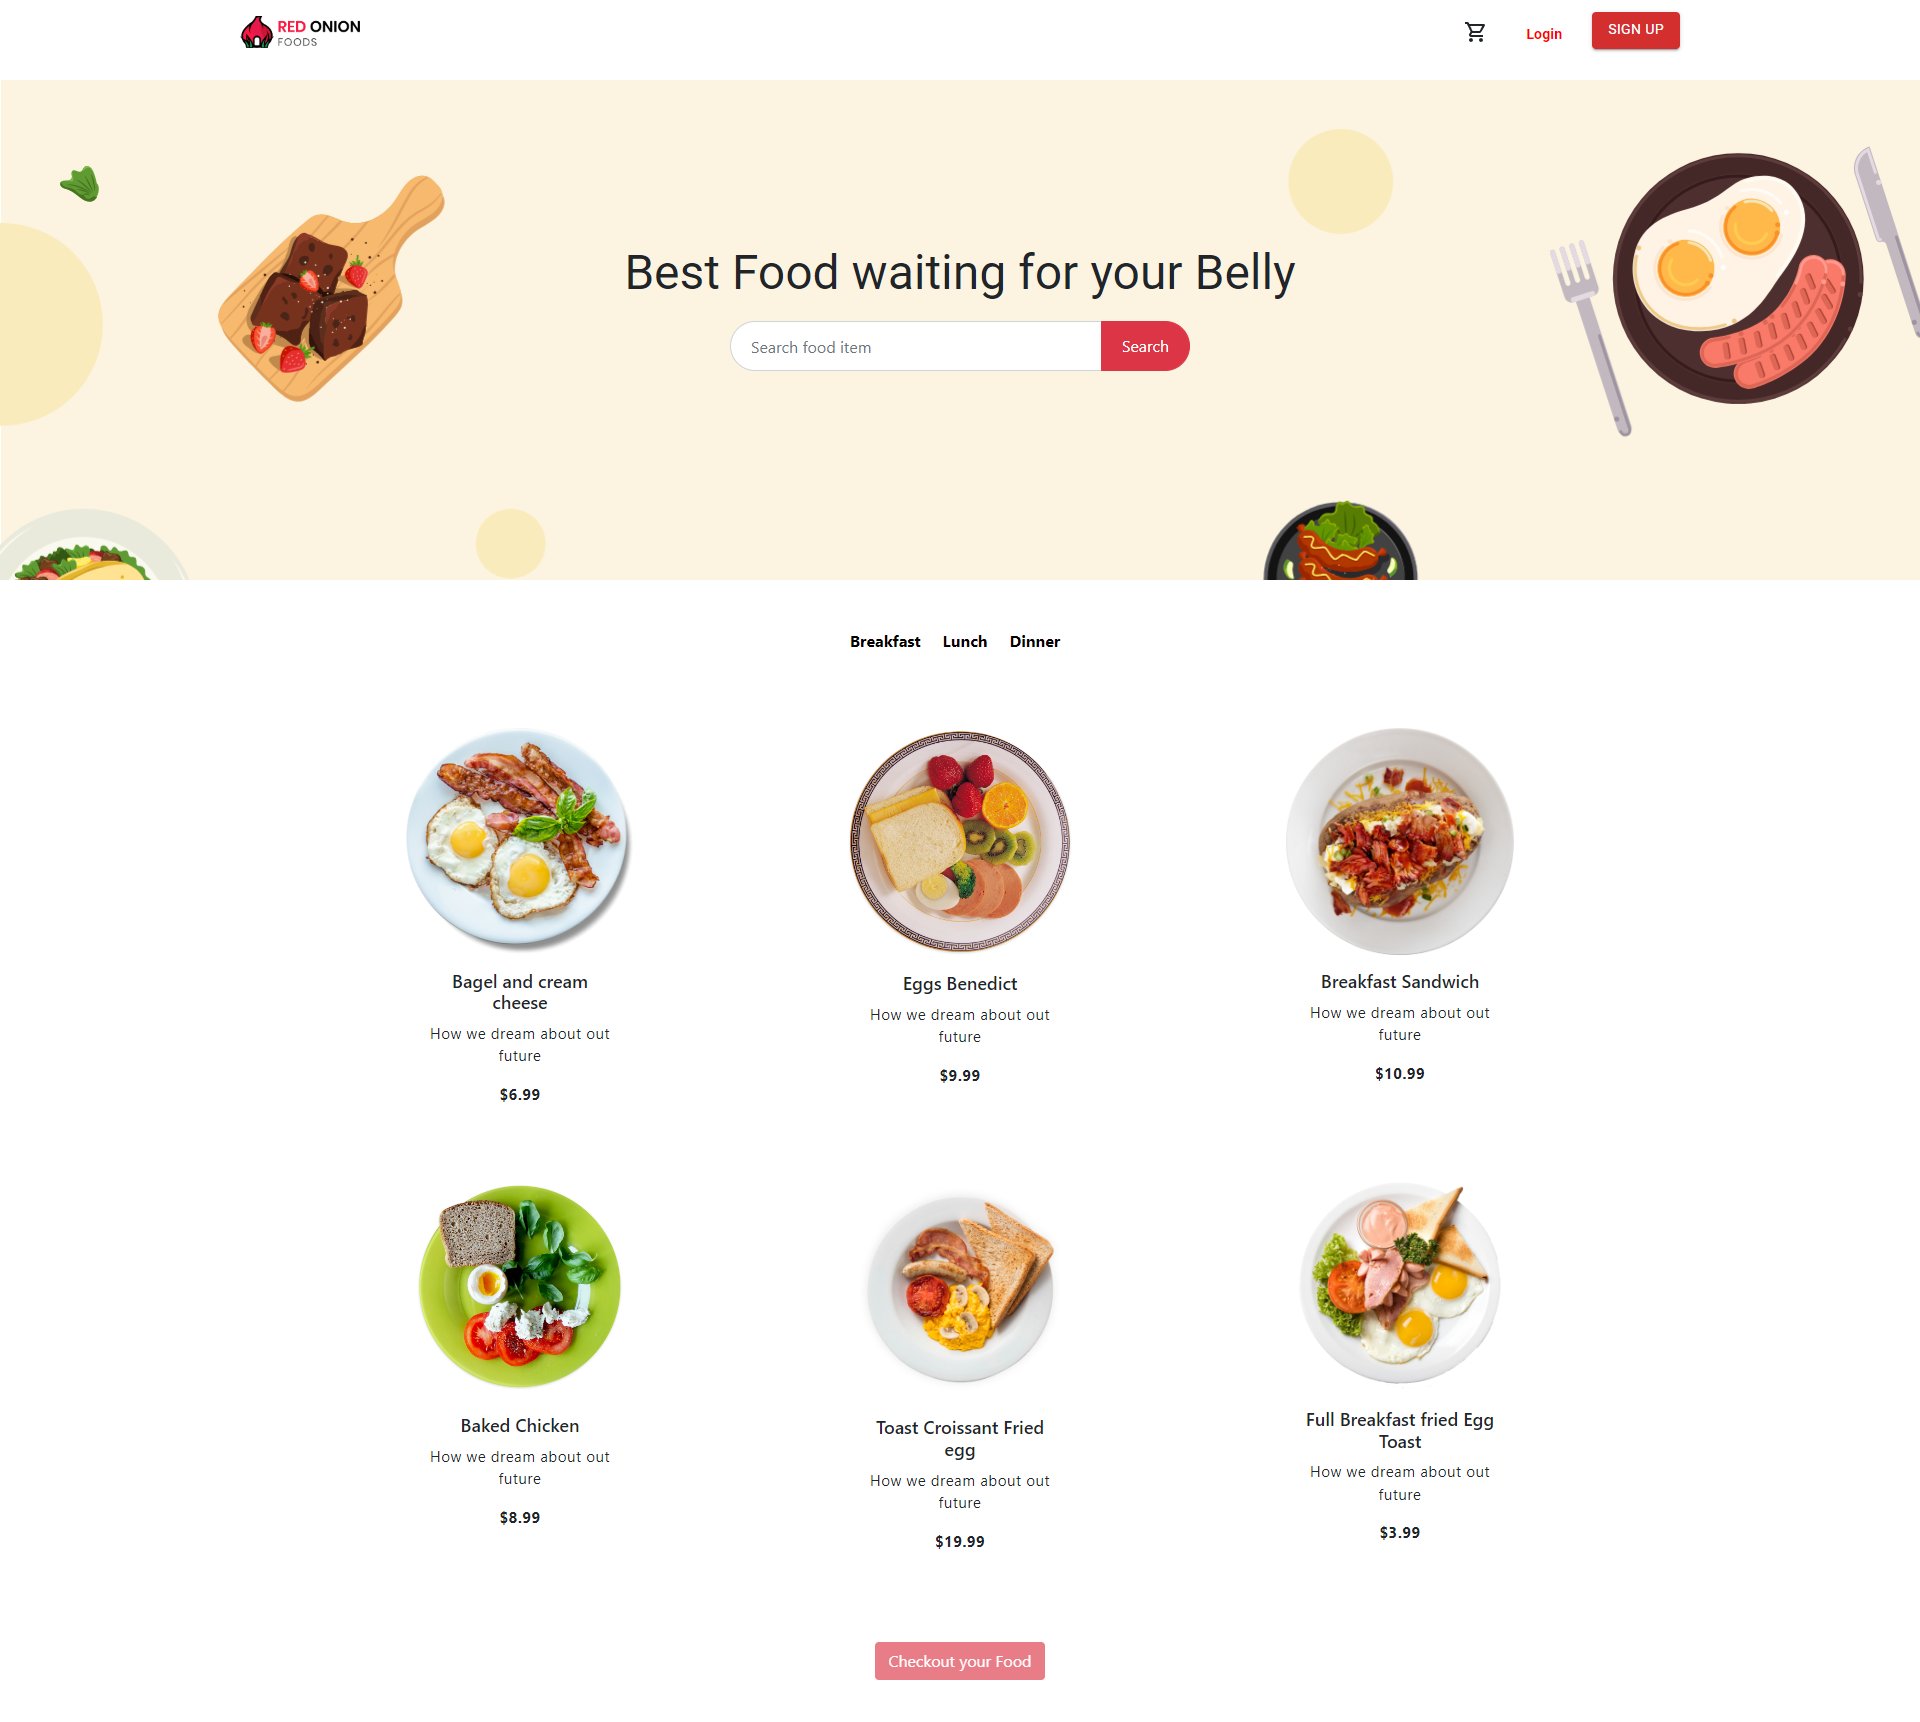 RED ONION
FOODS
Login
SIGN UP
Best Food waiting for your Belly
Search food item
Search
Breakfast
Lunch
Dinner
Bagel and cream
cheese
How we dream about out
future
$6.99
Eggs Benedict
How we dream about out
future
$9.99
Breakfast Sandwich
How we dream about out
future
$10.99
Baked Chicken
How we dream about out
future
$8.99
Toast Croissant Fried
egg
How we dream about out
future
$19.99
Full Breakfast fried Egg
Toast
How we dream about out
future
$3.99
Checkout your Food